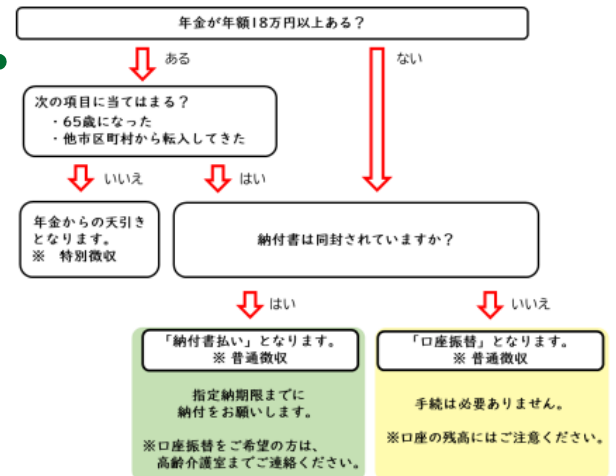 年金が年額18万円以上ある？
ある
ない
次の項目に当てはまる？
・65歳になった
・他市区町村から転入してきた
いいえ
はい
年金からの天引き
となります。
※　特別徴収
納付書は同封されていますか？
はい
いいえ
「納付書払い」となります。
※ 普通徴収
指定納期限までに
納付をお願いします。
※口座振替をご希望の方は、
高齢介護室までご連絡ください。
「口座振替」となります。
※ 普通徴収
手続は必要ありません。
※口座の残高にはご注意ください。